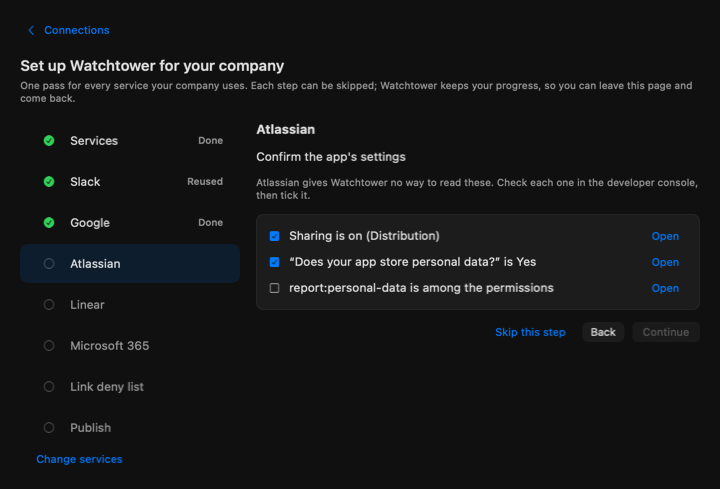 Connections
Set up Watchtower for your company
One pass for every service your company uses. Each step can be skipped; Watchtower keeps your progress, so you can leave this page and
come back.
Services Done
Slack Reused
Google Done
Atlassian
Linear
Microsoft 365
Link deny list
Publish
Change services
Atlassian
Confirm the app's settings
Atlassian gives Watchtower no way to read these. Check each one in the developer console,
then tick it.
Sharing is on (Distribution) Open
“Does your app store personal data?” is Yes Open
report:personal-data is among the permissions Open
Skip this step Back Continue